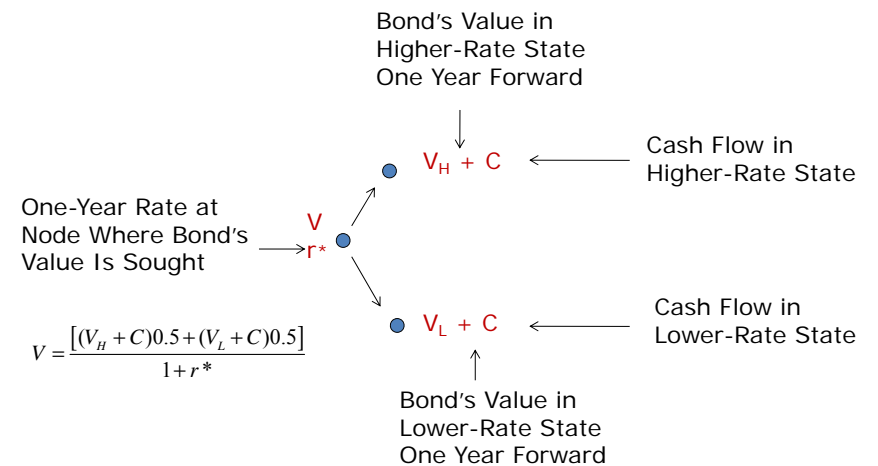 Bond's Value in
Higher-Rate State
One Year Forward
V_H + C
Cash Flow in
Higher-Rate State
One-Year Rate at
Node Where Bond's
Value Is Sought
V
r*
V_L + C
Cash Flow in
Lower-Rate State
V = [(V_H + C)0.5 + (V_L + C)0.5] / 1 + r*
Bond's Value in
Lower-Rate State
One Year Forward